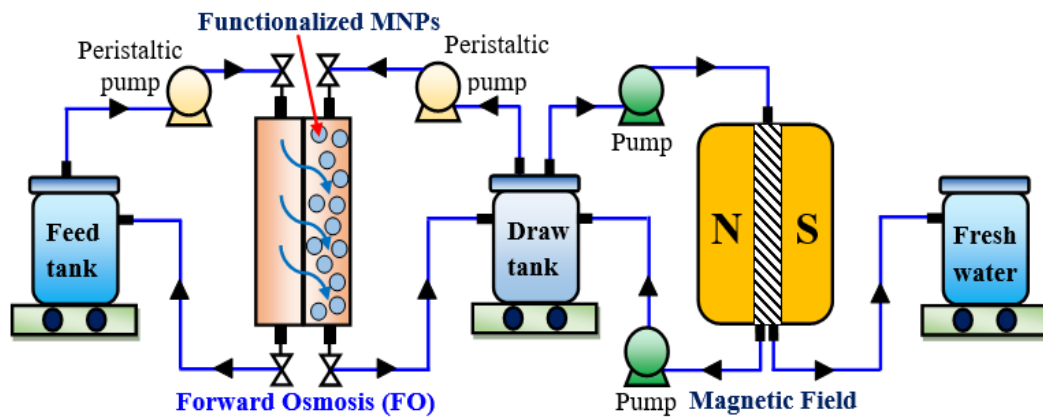 Functionalized MNPs
Peristaltic
pump
Peristaltic
pump
Pump
Feed
tank
Draw
tank
N S
Fresh
water
Pump
Forward Osmosis (FO)
Magnetic Field